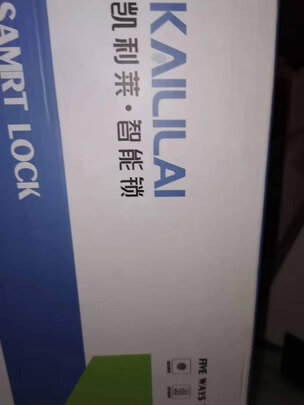 KAILILAI
凯利莱·智能锁
SAMRT LOCK
FIVE WAYS